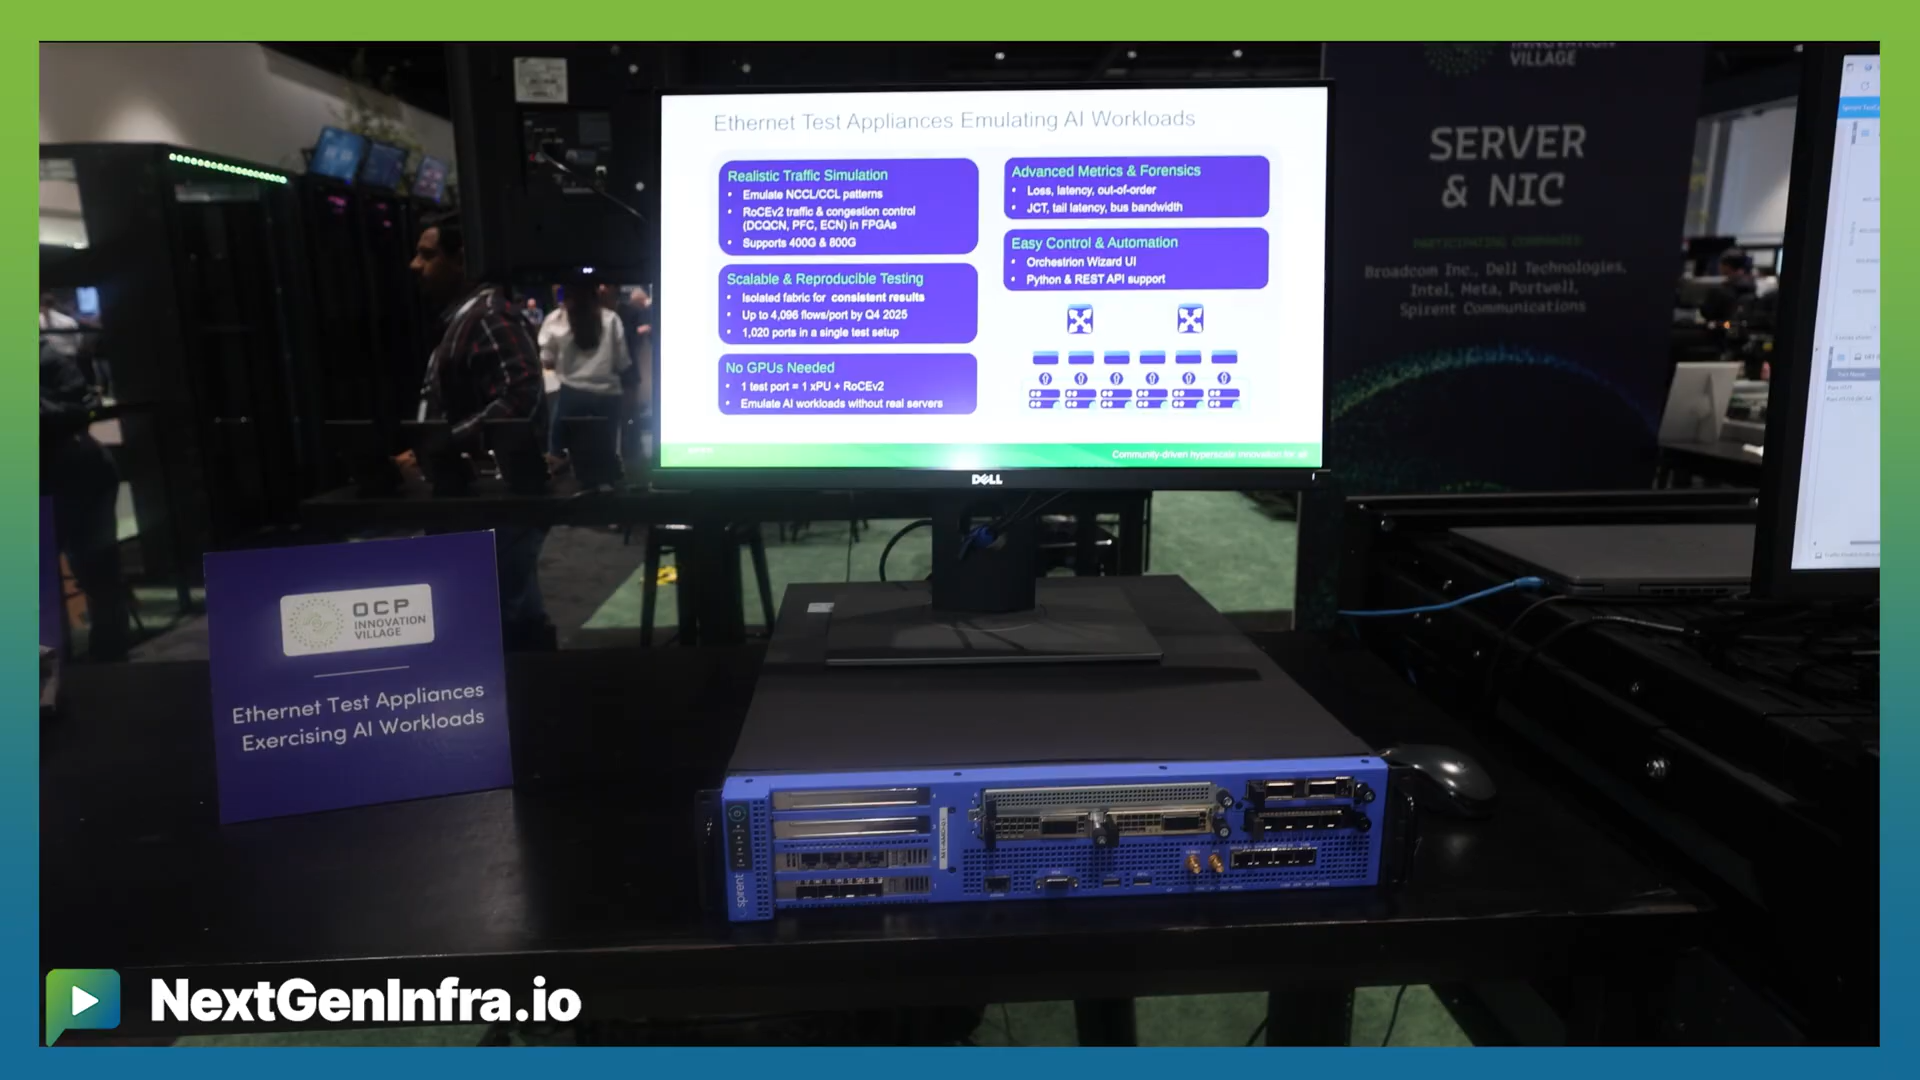 Ethernet Test Appliances Emulating AI Workloads
Realistic Traffic Simulation
• Emulate NCCL/CCL patterns
• RoCEv2 traffic & congestion control
(DCQCN, PFC, ECN) in FPGAs
• Supports 400G & 800G
Scalable & Reproducible Testing
• Isolated fabric for consistent results
• Up to 4,096 flows/port by Q4 2025
• 1,020 ports in a single test setup
No GPUs Needed
• 1 test port = 1 xPU + RoCEv2
• Emulate AI workloads without real servers
Advanced Metrics & Forensics
• Loss, latency, out-of-order
• JCT, tail latency, bus bandwidth
Easy Control & Automation
• Orchestrion Wizard UI
• Python & REST API support
Community-driven hyperscale innovation for all
DELL
INNOVATION
VILLAGE
SERVER
& NIC
PARTICIPATING COMPANIES
Broadcom Inc., Dell Technologies,
Intel, Meta, Portwell,
Spirent Communications
OCP
INNOVATION
VILLAGE
Ethernet Test Appliances
Exercising AI Workloads
spirent
NextGenInfra.io